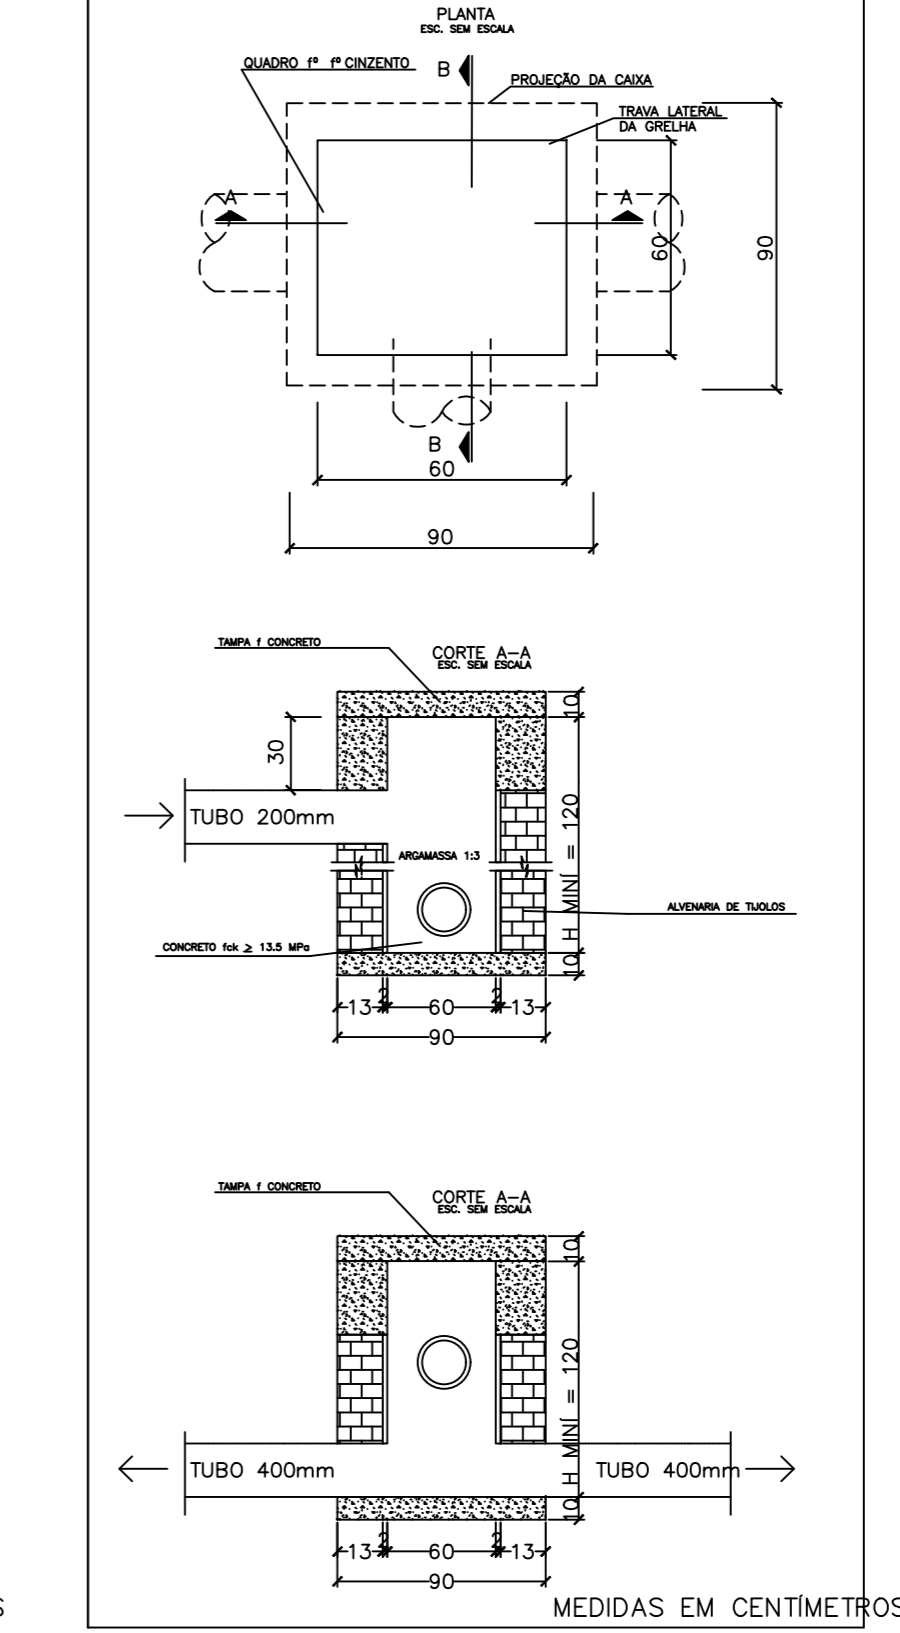 PLANTA
ESC. SEM ESCALA
QUADRO fº fº CINZENTO
B
PROJEÇÃO DA CAIXA
TRAVA LATERAL
DA GRELHA
A
A
60
90
B
60
90
TAMPA f CONCRETO
CORTE A-A
ESC. SEM ESCALA
10
30
TUBO 200mm
ARGAMASSA 1:3
H MINÍ = 120
ALVENARIA DE TIJOLOS
CONCRETO fck ≥ 13.5 MPa
10
13 2 60 2 13
90
TAMPA f CONCRETO
CORTE A-A
ESC. SEM ESCALA
10
H MINÍ = 120
TUBO 400mm
TUBO 400mm
10
13 2 60 2 13
90
S
MEDIDAS EM CENTÍMETROS